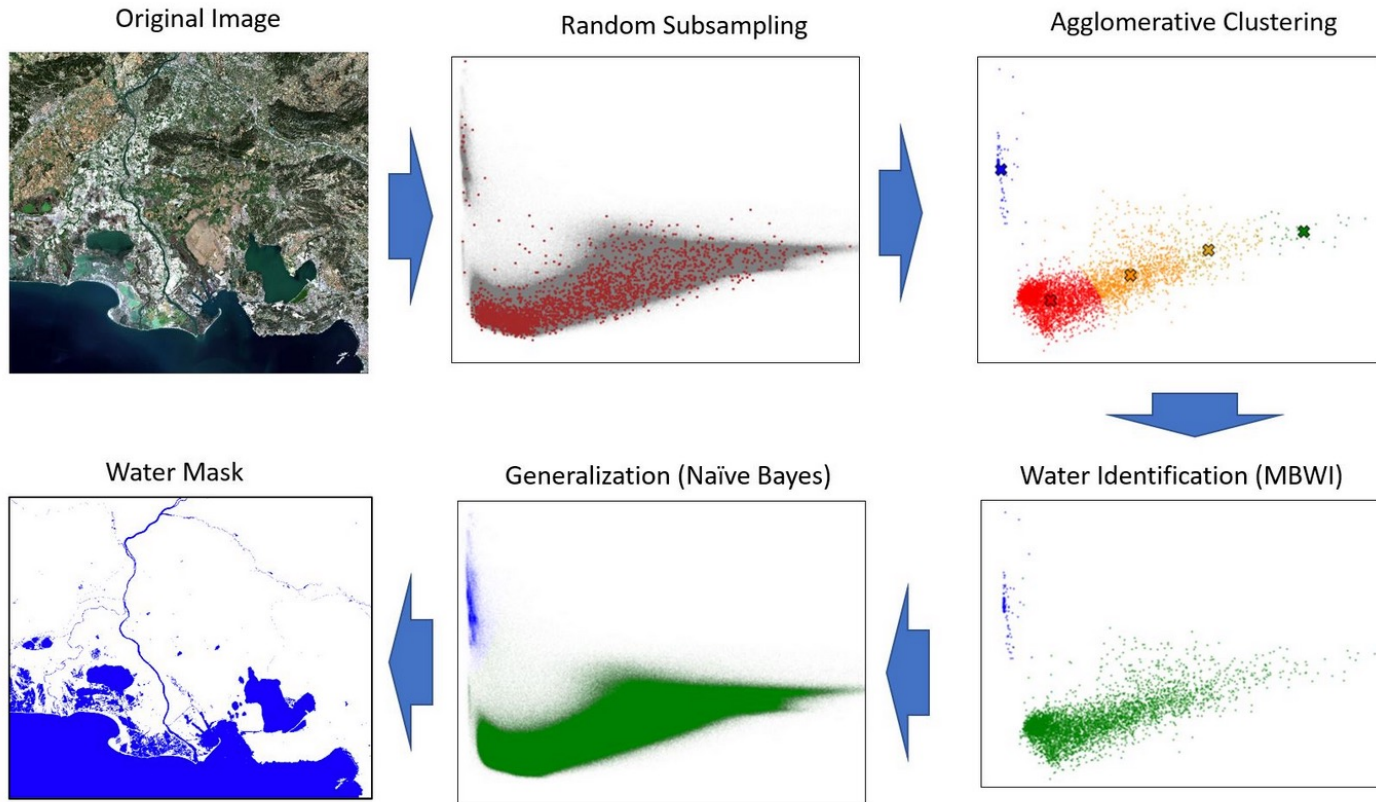 Original Image
Random Subsampling
Agglomerative Clustering
Water Mask
Generalization (Naïve Bayes)
Water Identification (MBWI)